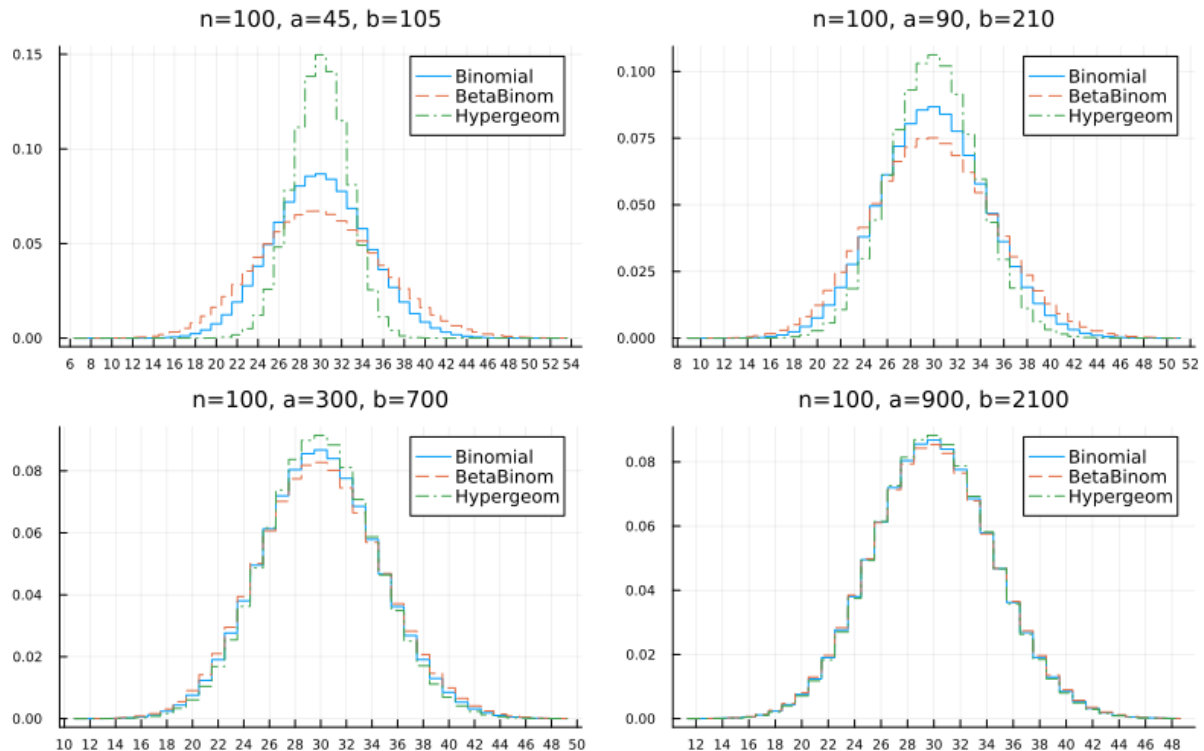 n=100, a=45, b=105
0.15
0.10
0.05
0.00
Binomial
BetaBinom
Hypergeom
6 8 10 12 14 16 18 20 22 24 26 28 30 32 34 36 38 40 42 44 46 48 50 52 54
n=100, a=90, b=210
0.100
0.075
0.050
0.025
0.000
Binomial
BetaBinom
Hypergeom
8 10 12 14 16 18 20 22 24 26 28 30 32 34 36 38 40 42 44 46 48 50 52
n=100, a=300, b=700
0.08
0.06
0.04
0.02
0.00
Binomial
BetaBinom
Hypergeom
10 12 14 16 18 20 22 24 26 28 30 32 34 36 38 40 42 44 46 48 50
n=100, a=900, b=2100
0.08
0.06
0.04
0.02
0.00
Binomial
BetaBinom
Hypergeom
12 14 16 18 20 22 24 26 28 30 32 34 36 38 40 42 44 46 48